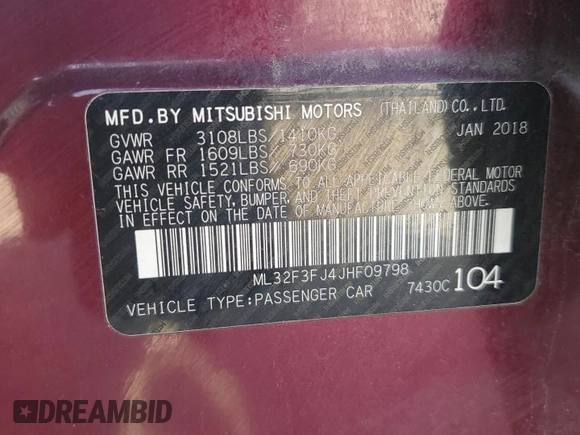 MFD.BY MITSUBISHI MOTORS (THAILAND)CO.,LTD.
GVWR 3108LBS/1410KG JAN 2018
GAWR FR 1609LBS/730KG
GAWR RR 1521LBS/690KG
THIS VEHICLE CONFORMS TO ALL APPLICABLE FEDERAL MOTOR
VEHICLE SAFETY, BUMPER, AND THEFT PREVENTION STANDARDS
IN EFFECT ON THE DATE OF MANUFACTURE SHOWN ABOVE.
ML32F3FJ4JHF09798
VEHICLE TYPE:PASSENGER CAR 7430C 104
DREAMBID